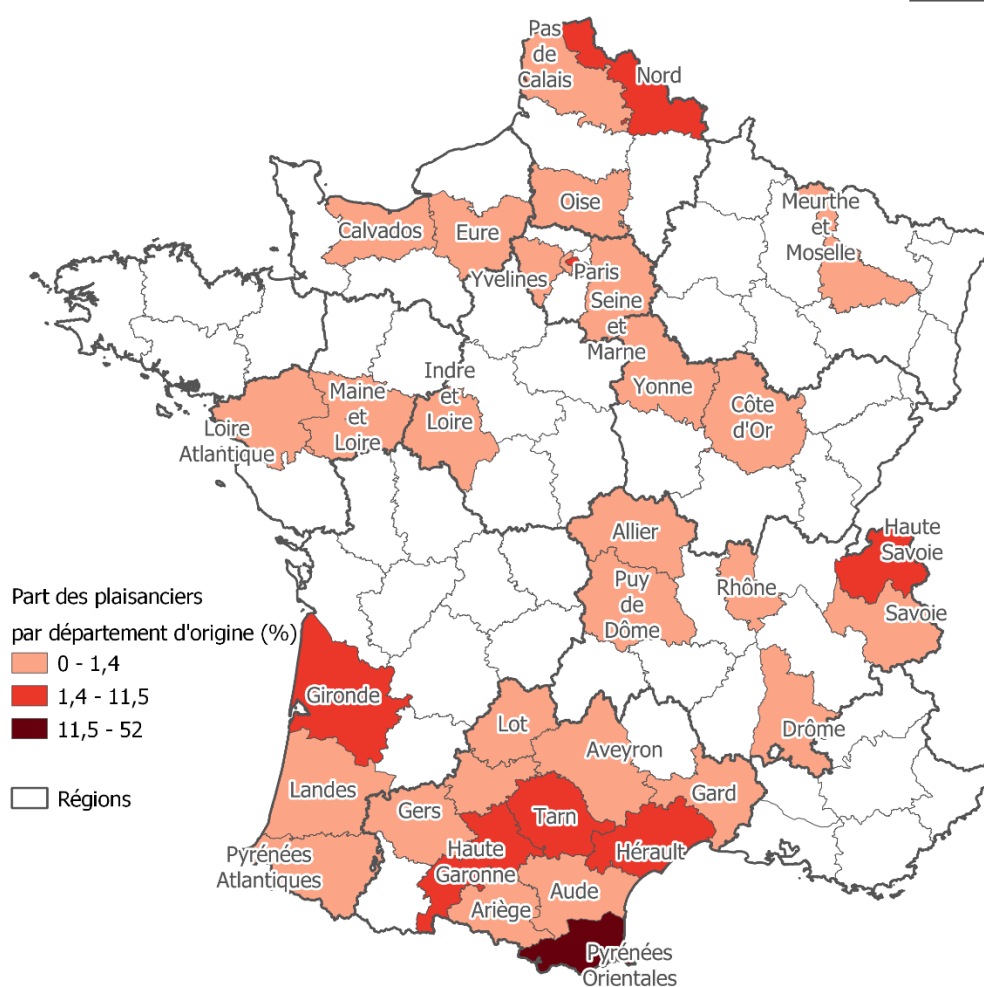 Pas
de
Calais
Nord
Oise
Meurthe
et
Moselle
Calvados
Eure
Yvelines
Paris
Seine
et
Marne
Indre
et
Loire
Maine
et
Loire
Yonne
Côte
d'Or
Loire
Atlantique
Allier
Haute
Savoie
Puy
de
Dôme
Rhône
Savoie
Part des plaisanciers
par département d'origine (%)
0 - 1,4
1,4 - 11,5
11,5 - 52
Régions
Gironde
Lot
Drôme
Aveyron
Landes
Gers
Gard
Tarn
Haute
Garonne
Hérault
Pyrénées
Atlantiques
Aude
Ariège
Pyrénées
Orientales